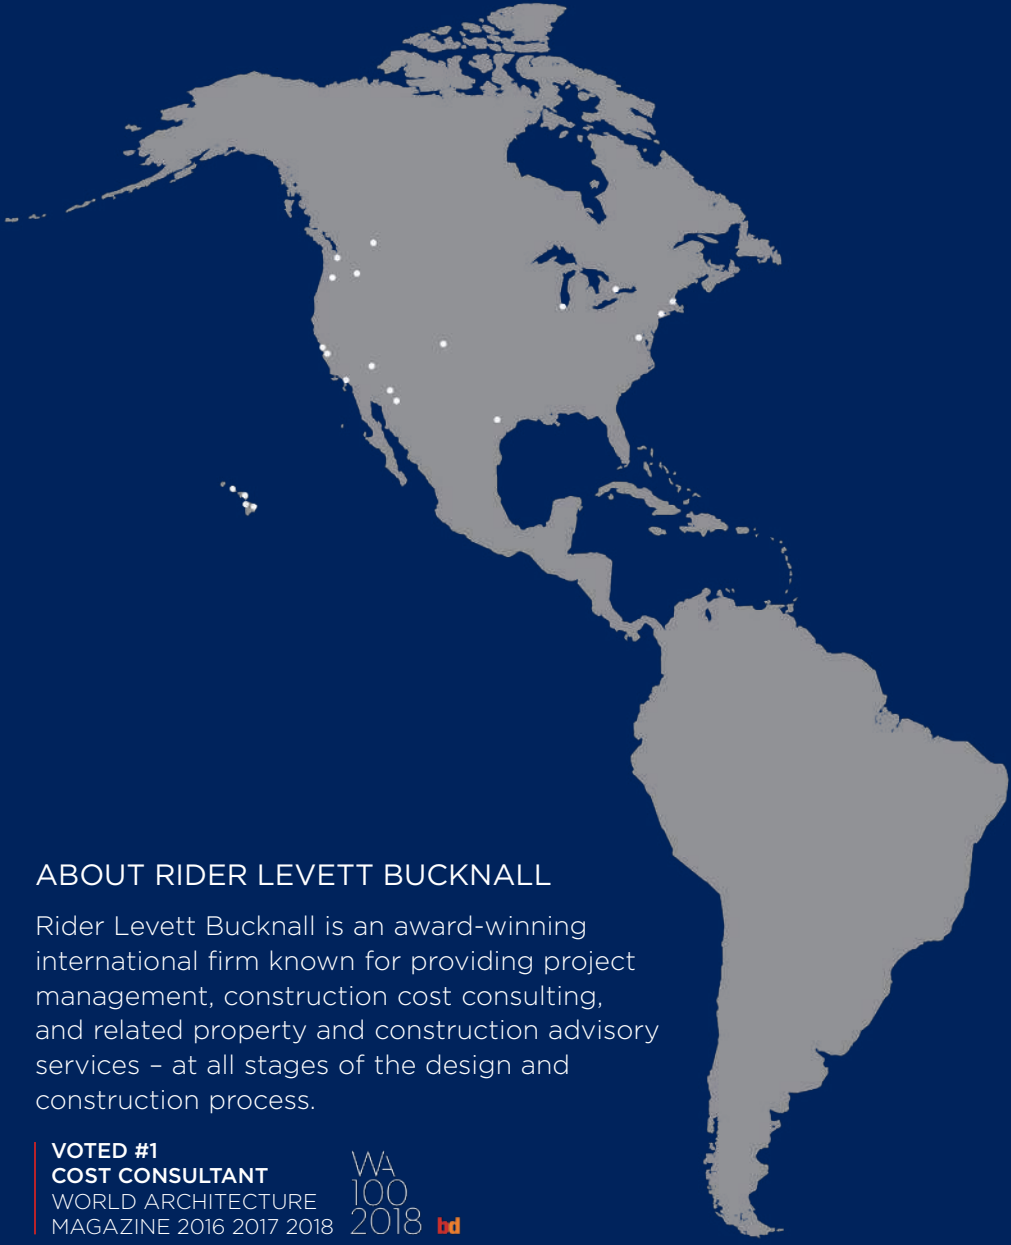 ABOUT RIDER LEVETT BUCKNALL
Rider Levett Bucknall is an award-winning
international firm known for providing project
management, construction cost consulting,
and related property and construction advisory
services – at all stages of the design and
construction process.
VOTED #1
COST CONSULTANT
WORLD ARCHITECTURE
MAGAZINE 2016 2017 2018
WA
100
2018 bd